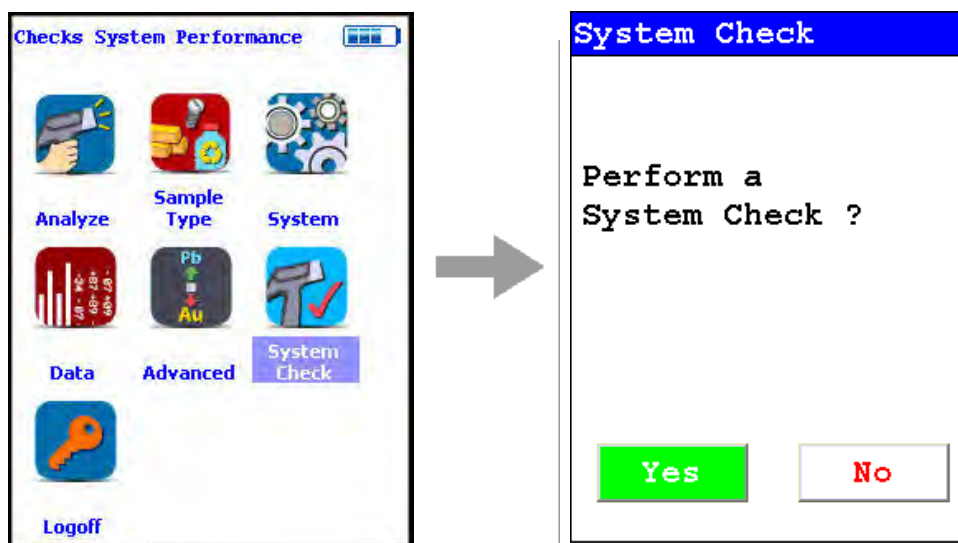 Checks System Performance
Analyze
Sample
Type
System
Pb
Au
Data
Advanced
System
Check
Logoff
System Check
Perform a
System Check ?
Yes
No